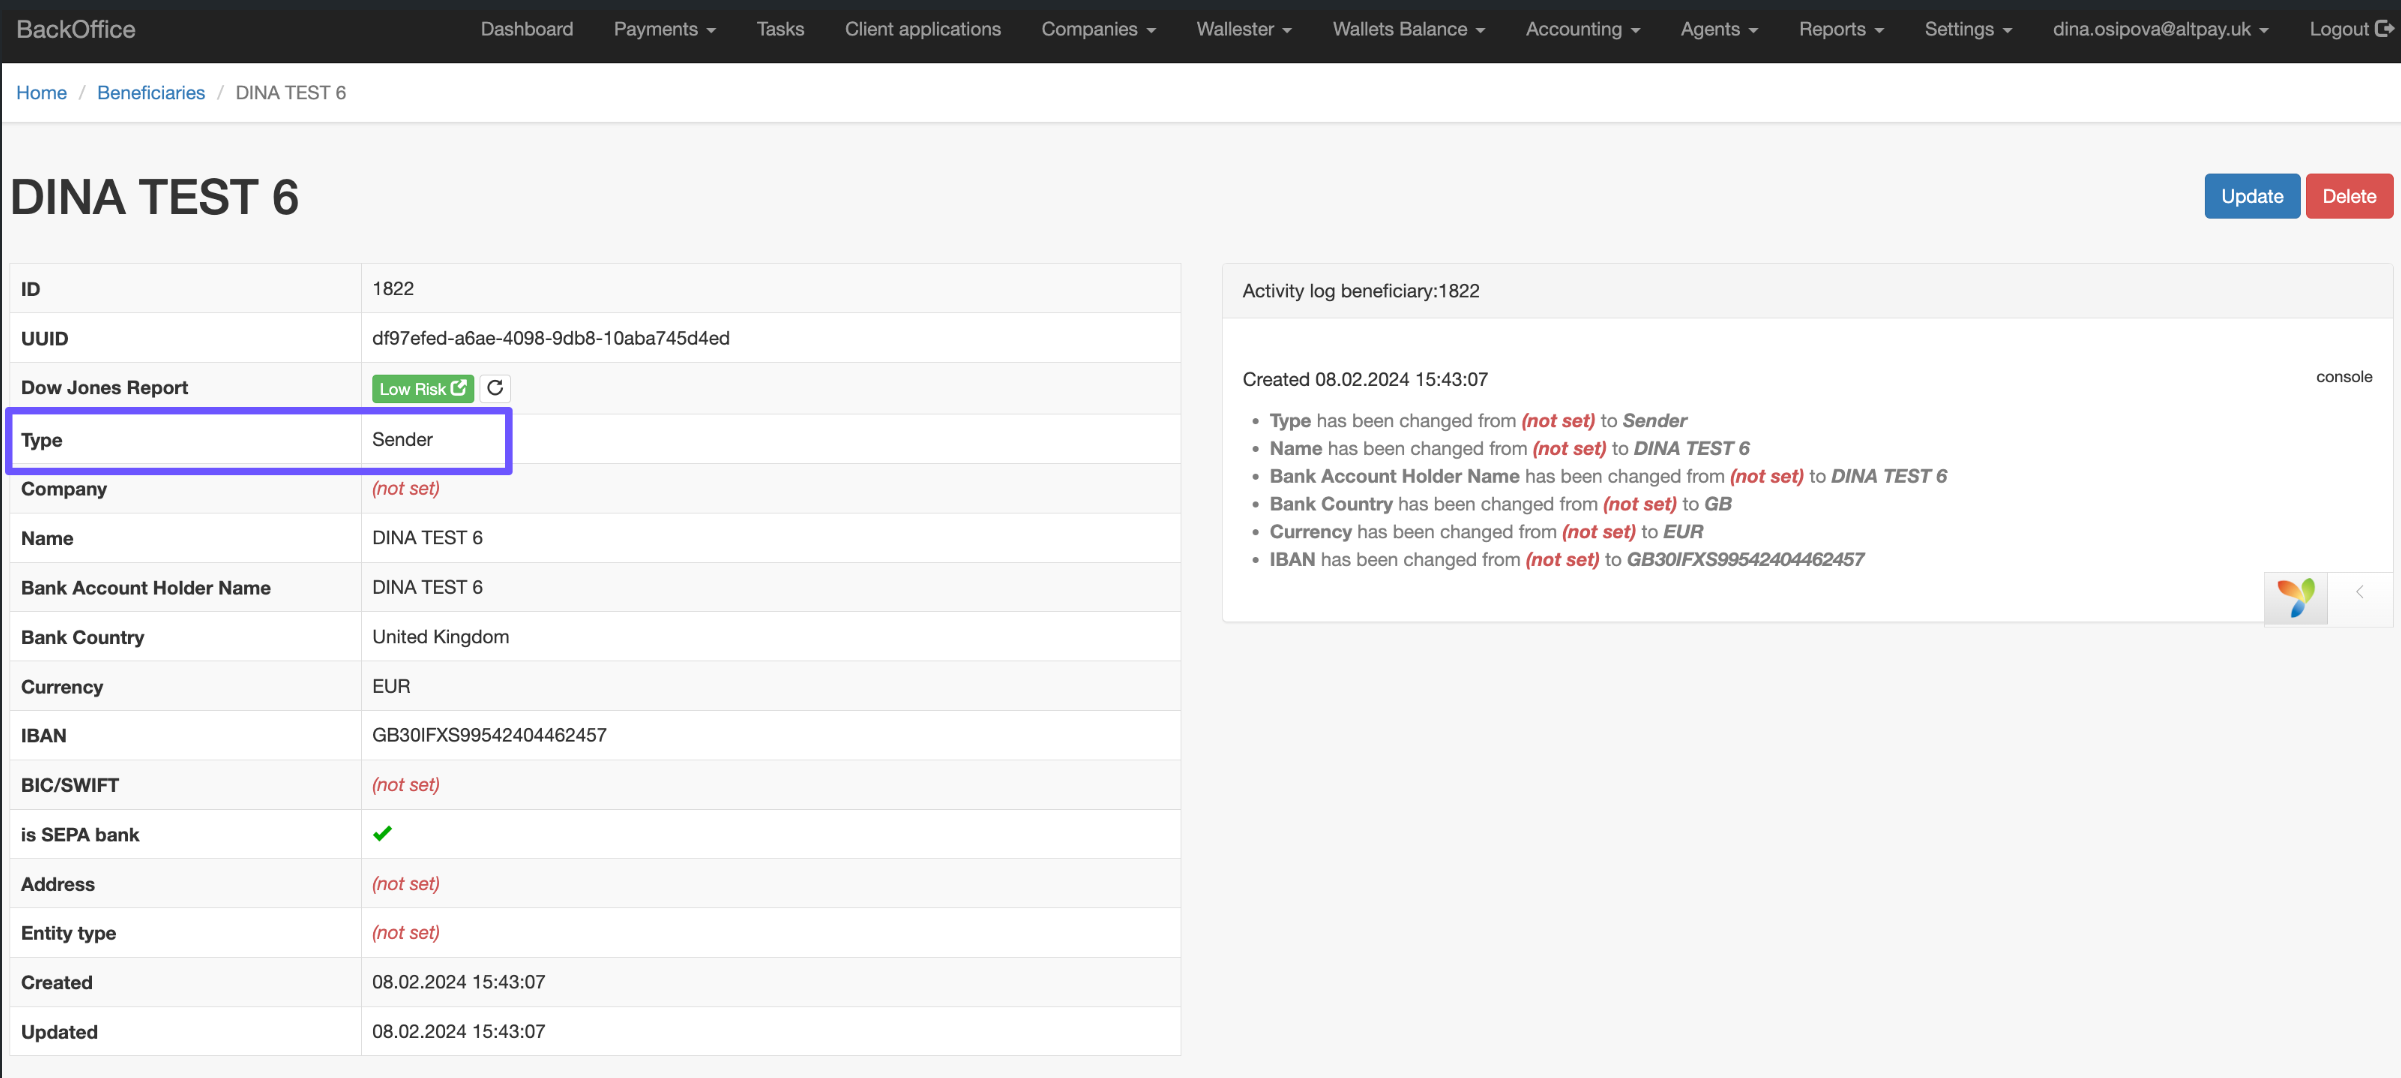 BackOffice Dashboard Payments Tasks Client applications Companies Wallester Wallets Balance Accounting Agents Reports Settings dina.osipova@altpay.uk Logout
Home / Beneficiaries / DINA TEST 6
DINA TEST 6
Update Delete
ID 1822
UUID df97efed-a6ae-4098-9db8-10aba745d4ed
Dow Jones Report Low Risk
Type Sender
Company (not set)
Name DINA TEST 6
Bank Account Holder Name DINA TEST 6
Bank Country United Kingdom
Currency EUR
IBAN GB30IFXS99542404462457
BIC/SWIFT (not set)
is SEPA bank
Address (not set)
Entity type (not set)
Created 08.02.2024 15:43:07
Updated 08.02.2024 15:43:07
Activity log beneficiary:1822
Created 08.02.2024 15:43:07 console
• Type has been changed from (not set) to Sender
• Name has been changed from (not set) to DINA TEST 6
• Bank Account Holder Name has been changed from (not set) to DINA TEST 6
• Bank Country has been changed from (not set) to GB
• Currency has been changed from (not set) to EUR
• IBAN has been changed from (not set) to GB30IFXS99542404462457